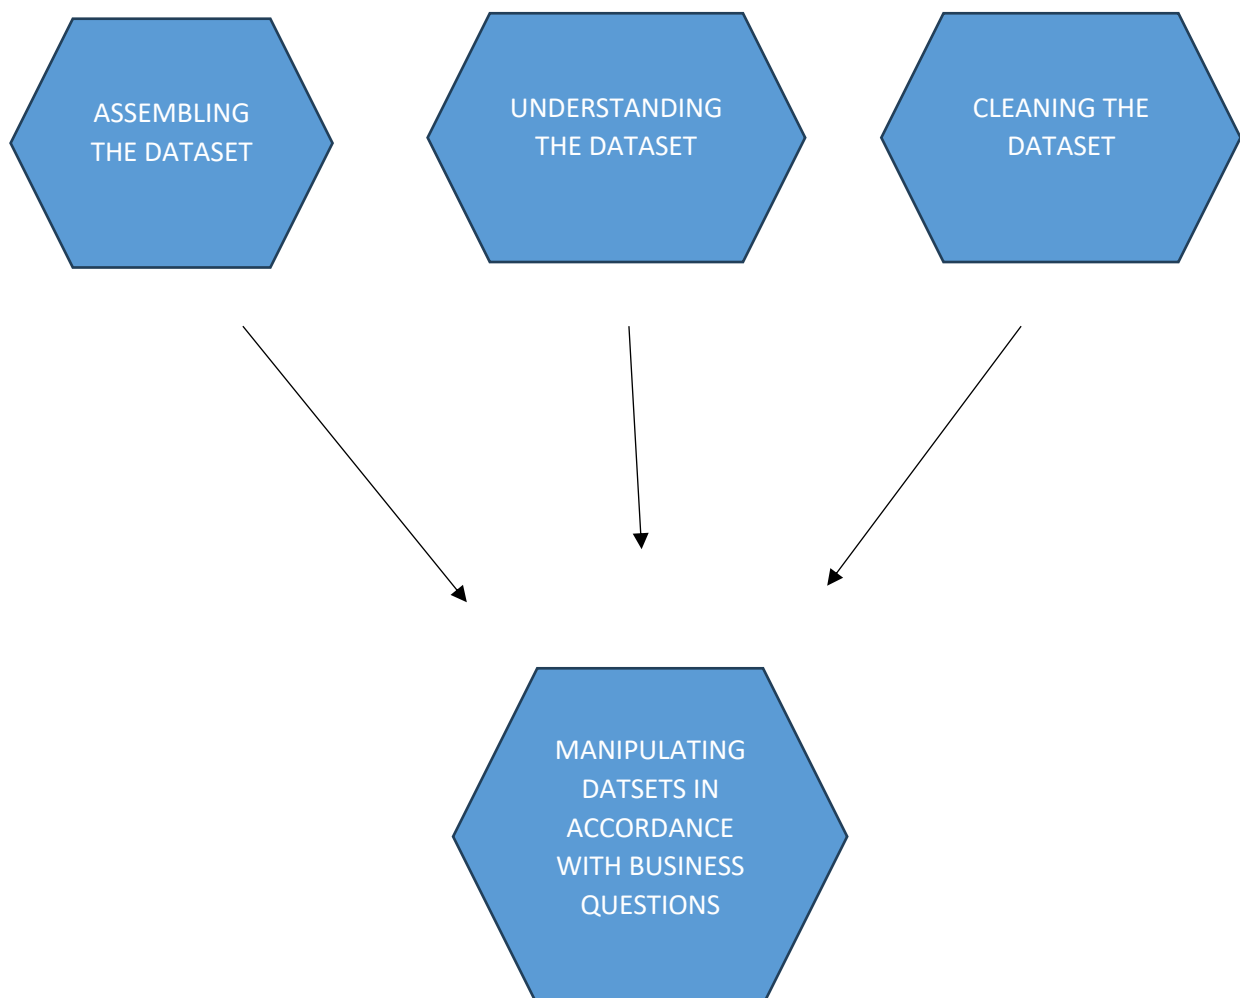 ASSEMBLING
THE DATASET
UNDERSTANDING
THE DATASET
CLEANING THE
DATASET
MANIPULATING
DATSETS IN
ACCORDANCE
WITH BUSINESS
QUESTIONS